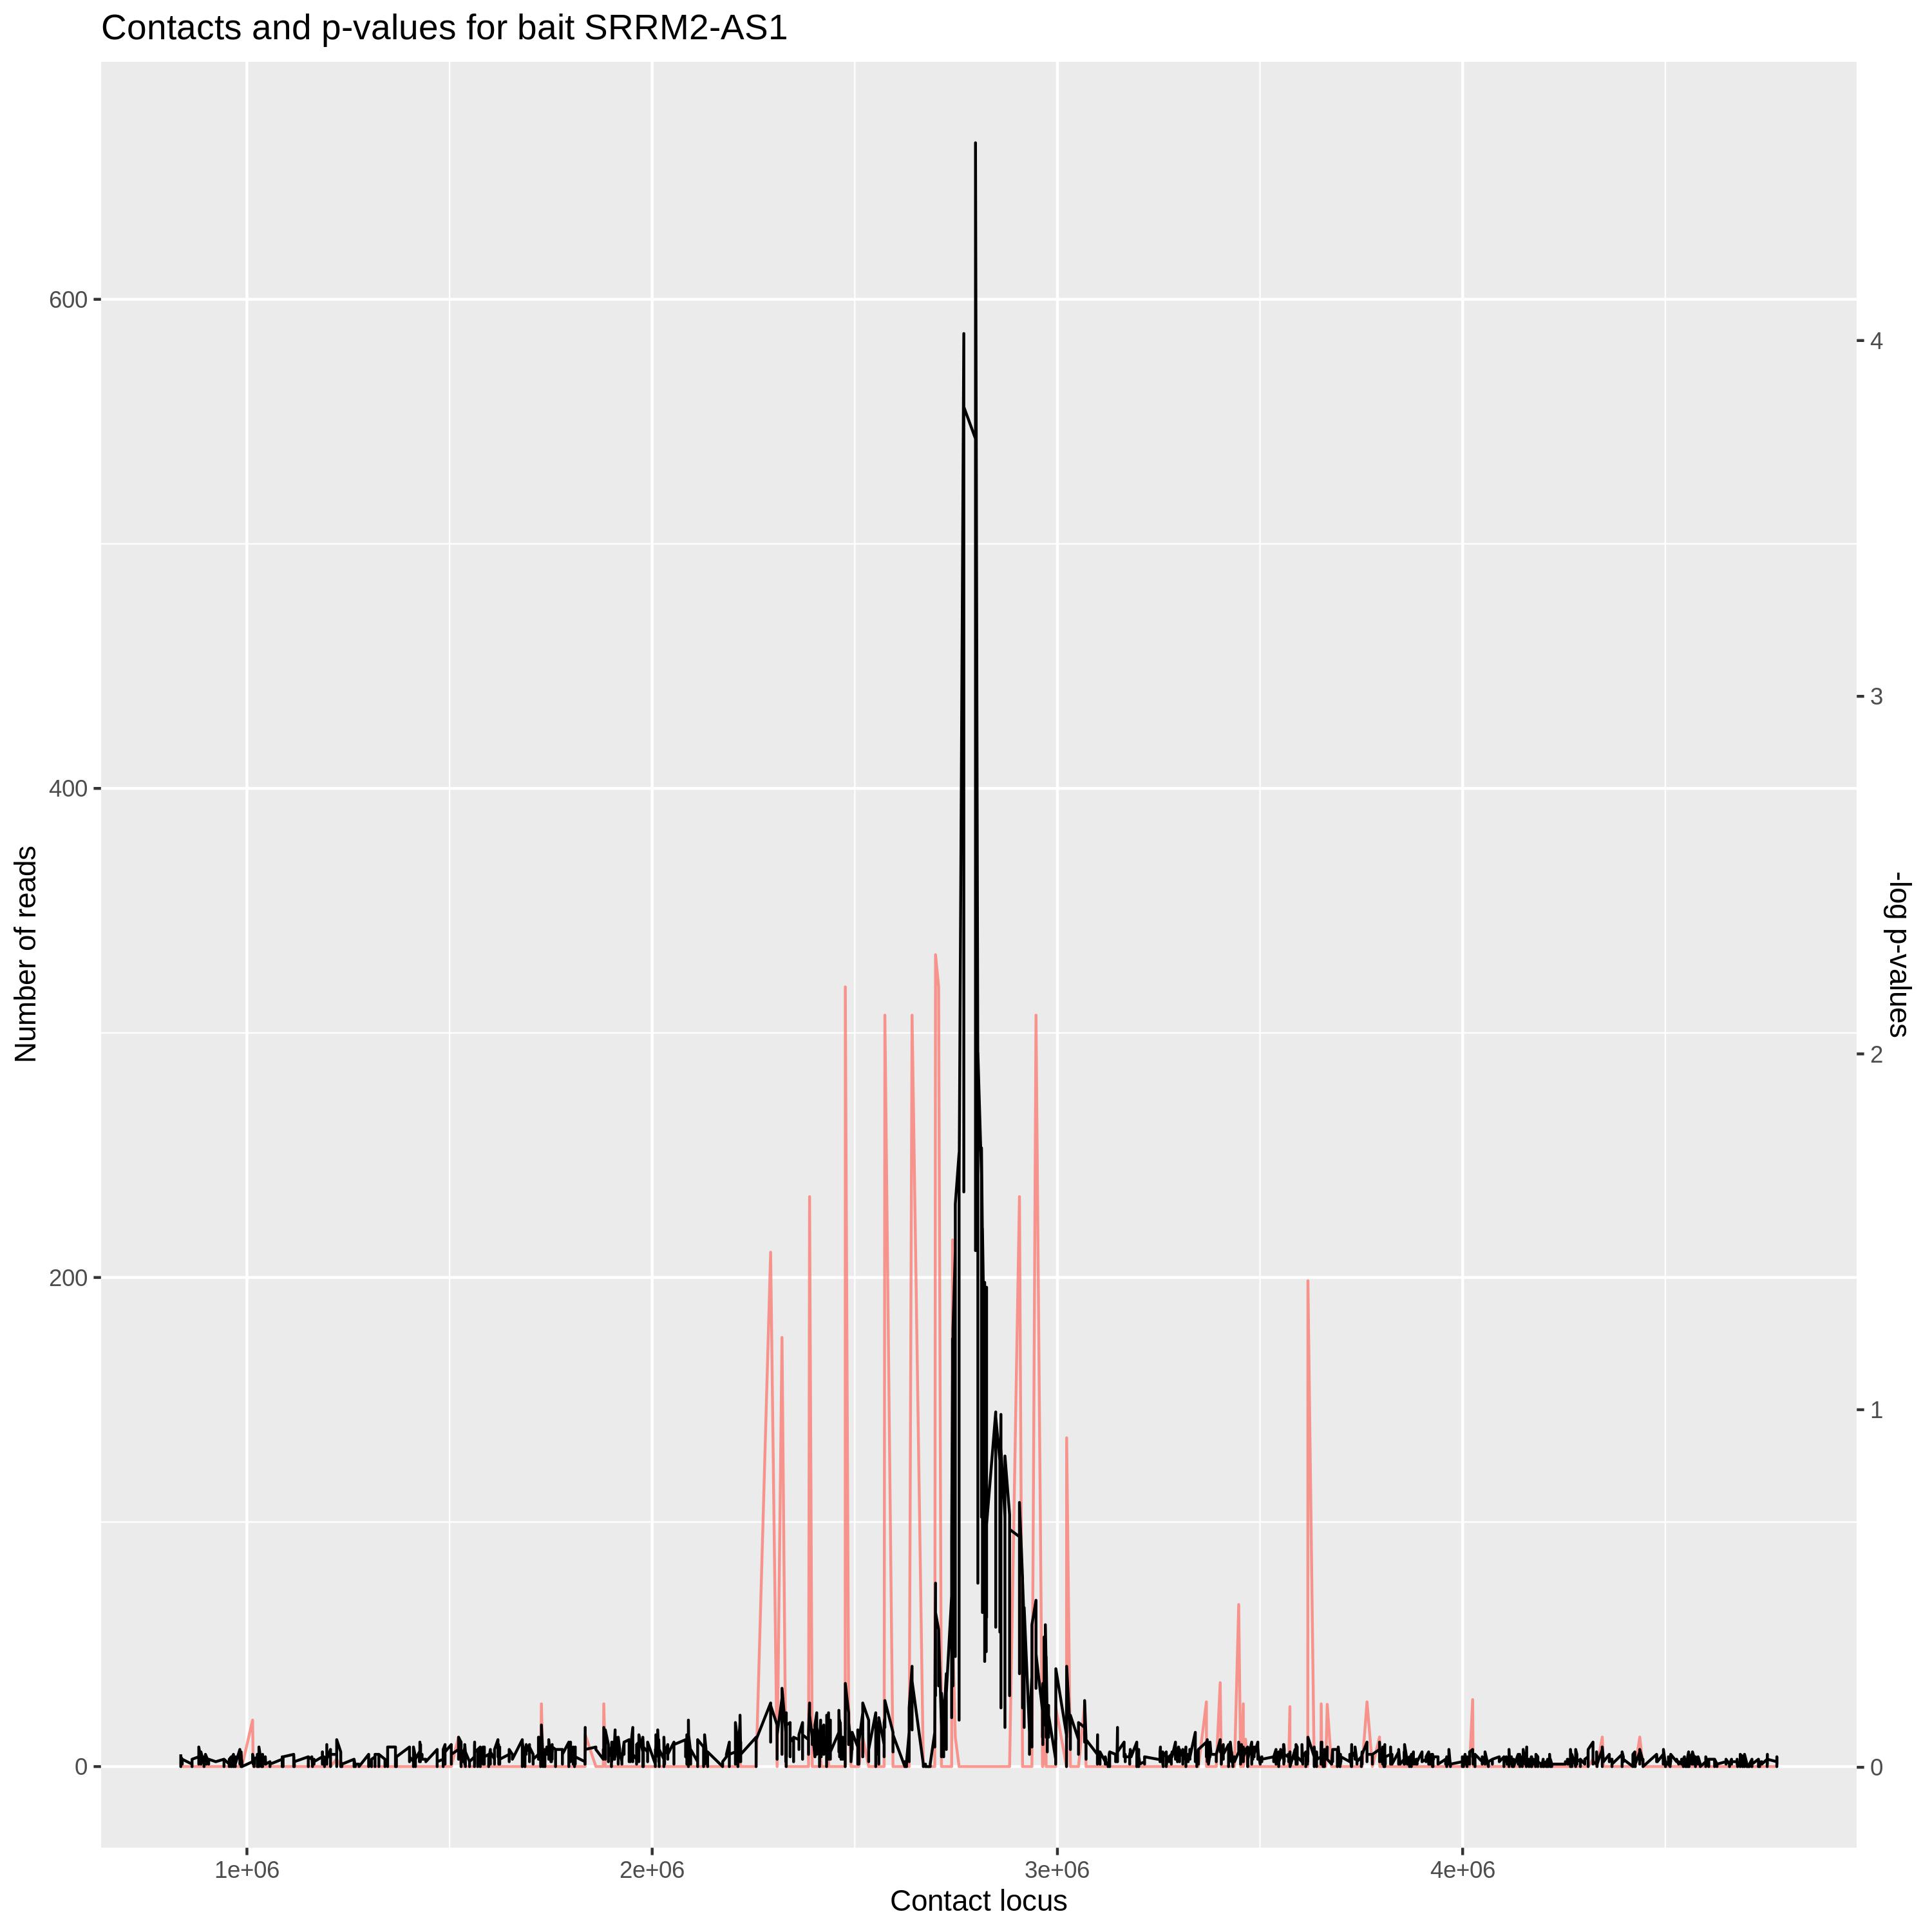 Contacts and p-values for bait SRRM2-AS1
Number of reads
600
400
200
0
4
3
2
1
0
-log p-values
1e+06
2e+06
3e+06
4e+06
Contact locus